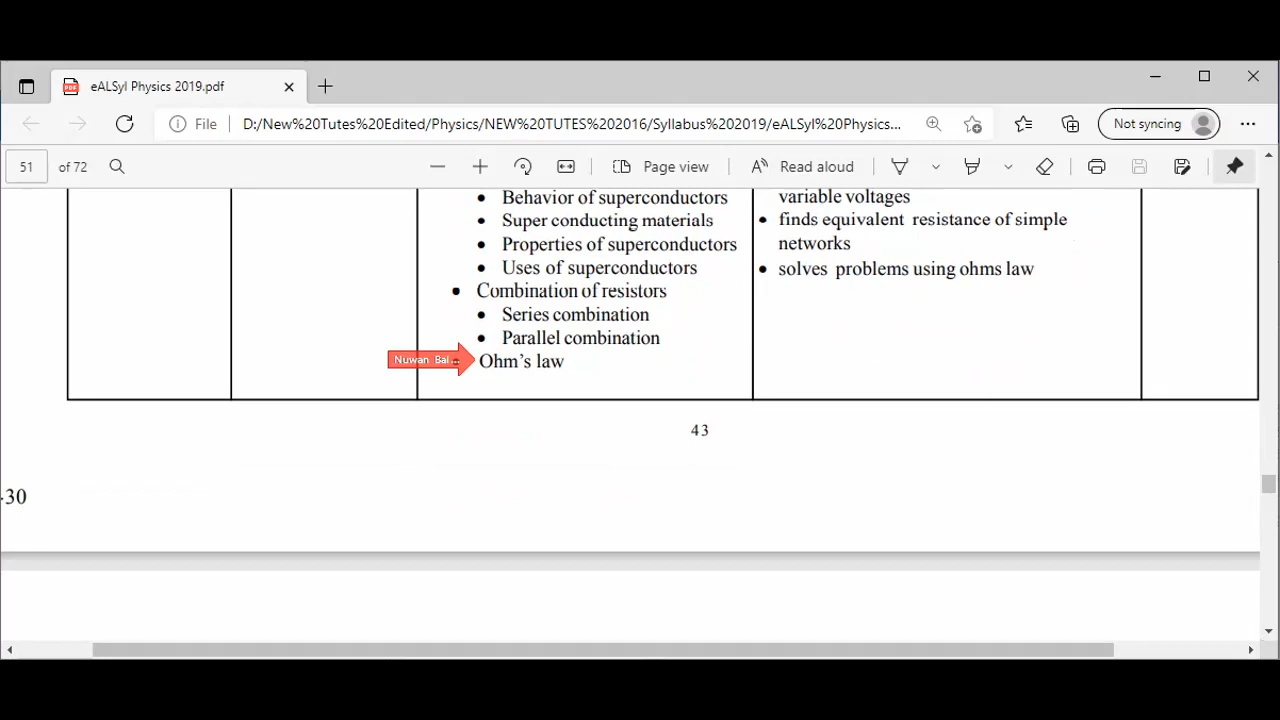 eALSyl Physics 2019.pdf
File
D:/New%20Tutes%20Edited/Physics/NEW%20TUTES%202016/Syllabus%202019/eALSyl%20Physics...
Not syncing
51 of 72
Page view
Read aloud
• Behavior of superconductors
• Super conducting materials
• Properties of superconductors
• Uses of superconductors
• Combination of resistors
• Series combination
• Parallel combination
Nuwan Bal...
Ohm's law
variable voltages
• finds equivalent resistance of simple
networks
• solves problems using ohms law
43
-30